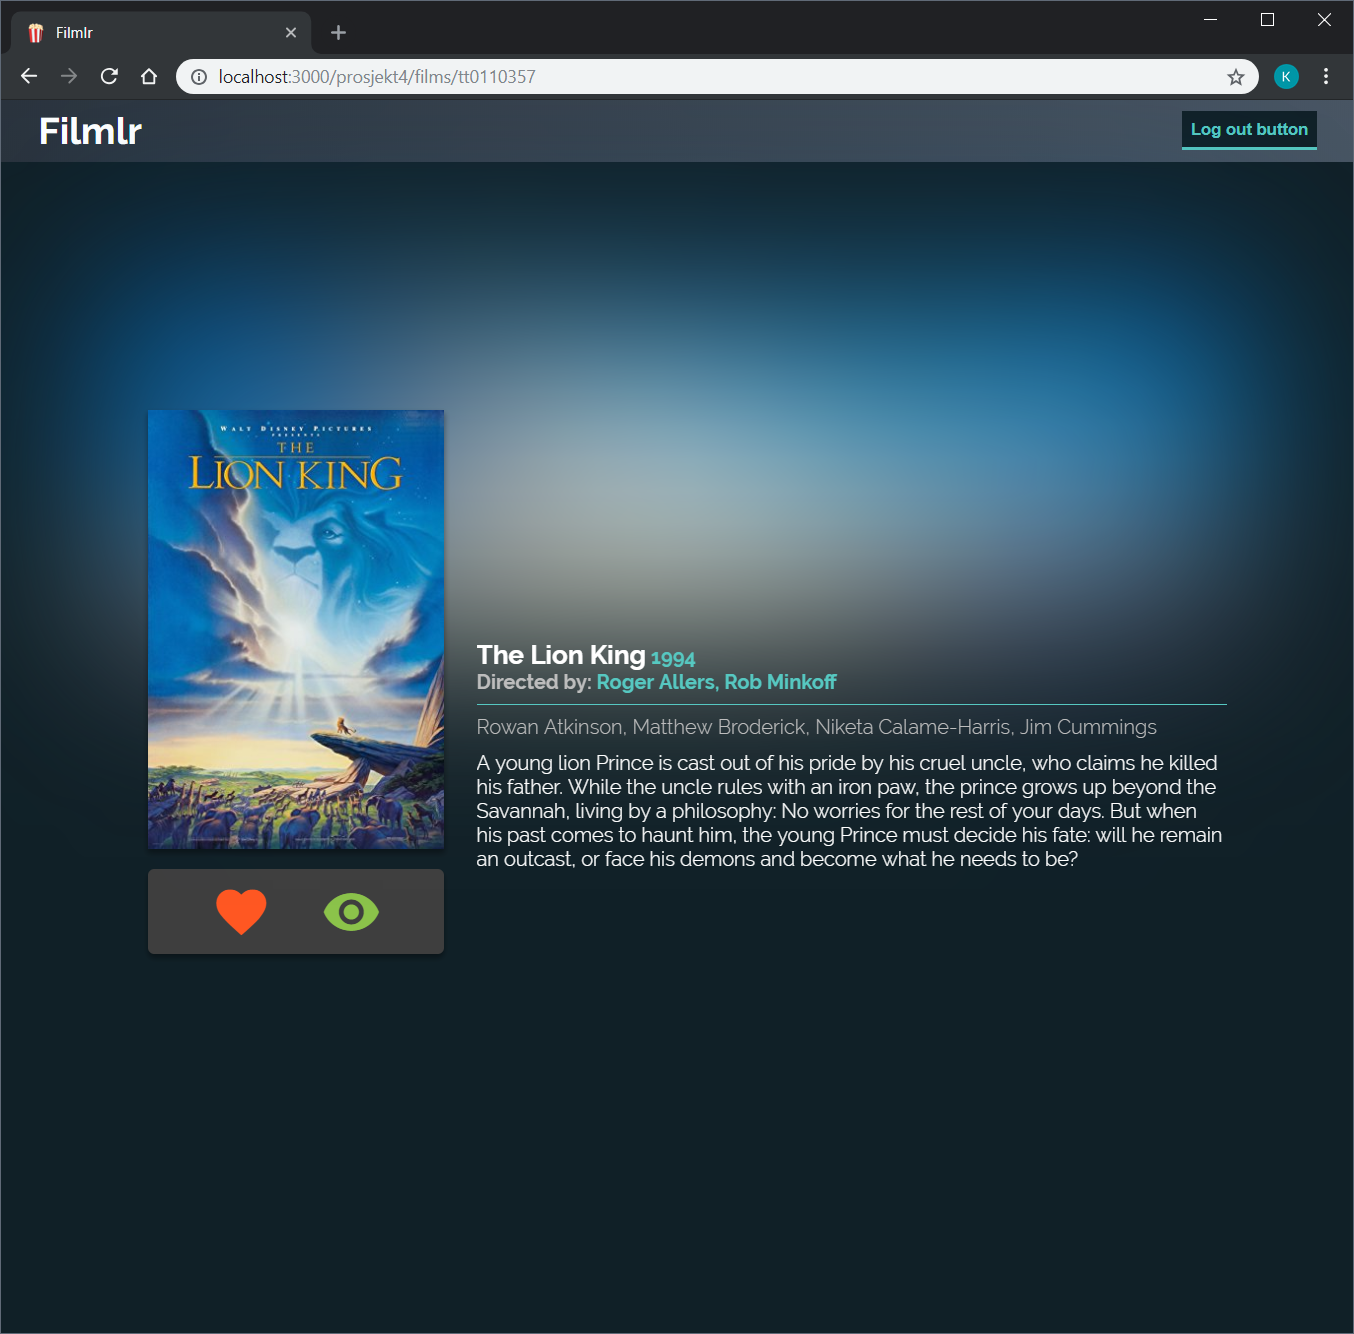 Filmlr
localhost:3000/prosjekt4/films/tt0110357
K
Filmlr
Log out button
WALT DISNEY PICTURES
PRESENTS
THE
LION KING
The Lion King 1994
Directed by: Roger Allers, Rob Minkoff
Rowan Atkinson, Matthew Broderick, Niketa Calame-Harris, Jim Cummings
A young lion Prince is cast out of his pride by his cruel uncle, who claims he killed
his father. While the uncle rules with an iron paw, the prince grows up beyond the
Savannah, living by a philosophy: No worries for the rest of your days. But when
his past comes to haunt him, the young Prince must decide his fate: will he remain
an outcast, or face his demons and become what he needs to be?